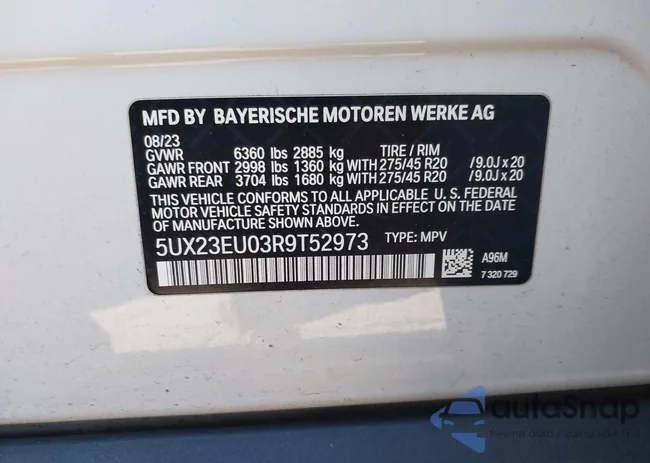 MFD BY BAYERISCHE MOTOREN WERKE AG
08/23
GVWR 6360 lbs 2885 kg TIRE / RIM
GAWR FRONT 2998 lbs 1360 kg WITH 275/45 R20 /9.0J x 20
GAWR REAR 3704 lbs 1680 kg WITH 275/45 R20 /9.0J x 20
THIS VEHICLE CONFORMS TO ALL APPLICABLE U. S. FEDERAL
MOTOR VEHICLE SAFETY STANDARDS IN EFFECT ON THE DATE
OF MANUFACTURE SHOWN ABOVE.
5UX23EU03R9T52973 TYPE: MPV
A96M
7 320 729
autaSnap